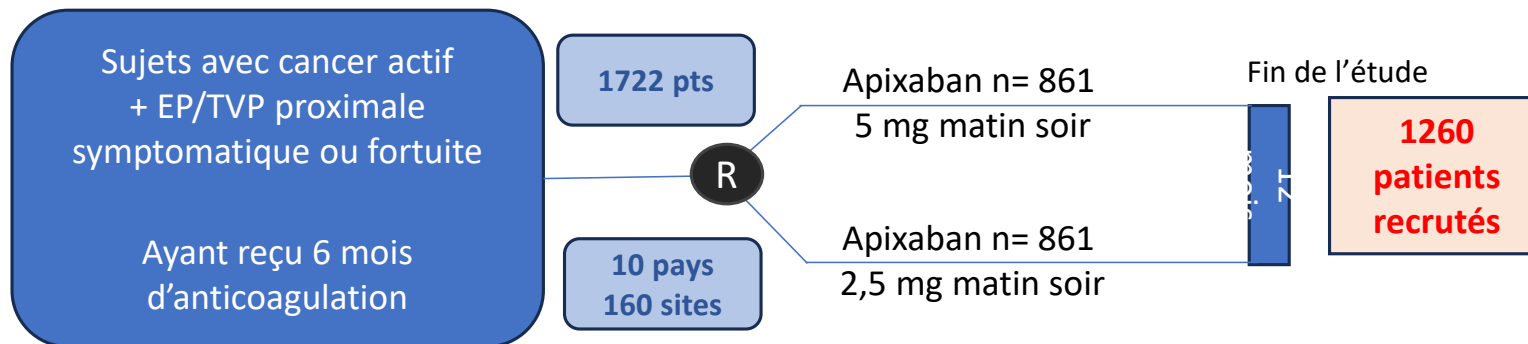 Sujets avec cancer actif
+ EP/TVP proximale
symptomatique ou fortuite
Ayant reçu 6 mois
d'anticoagulation
1722 pts
10 pays
160 sites
R
Apixaban n= 861
5 mg matin soir
Apixaban n= 861
2,5 mg matin soir
12
mois
Fin de l'étude
1260
patients
recrutés